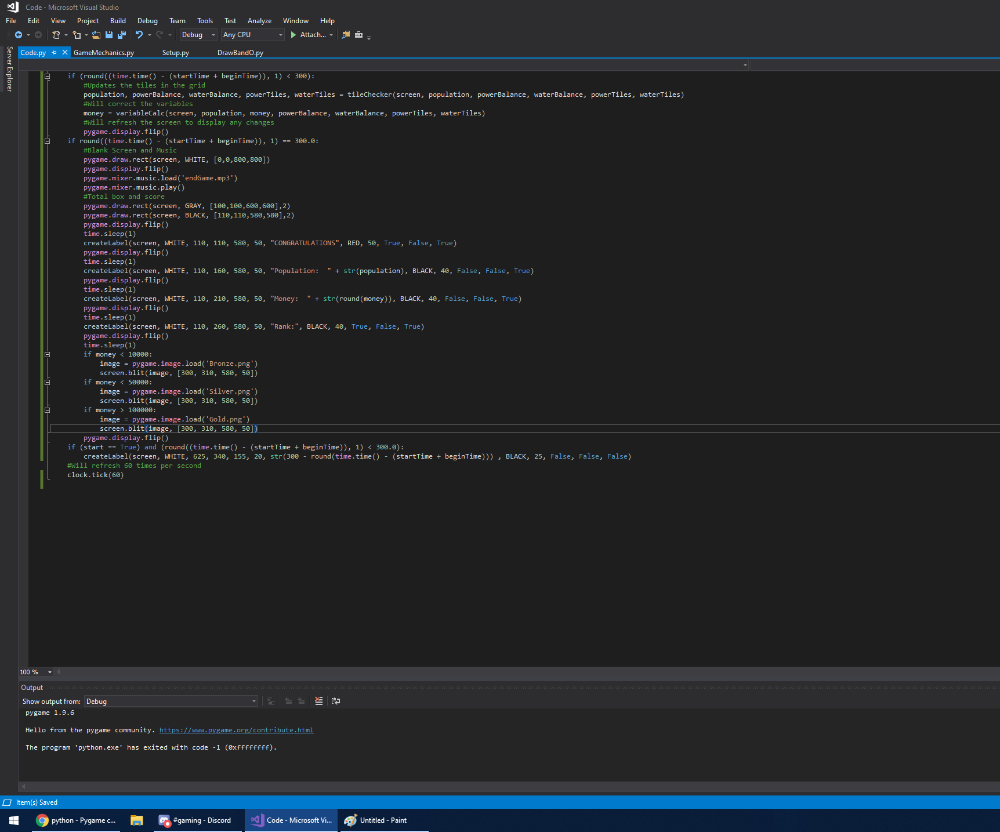 Code - Microsoft Visual Studio
File Edit View Project Build Debug Team Tools Test Analyze Window Help
Debug Any CPU Attach...
Server Explorer
Code.py GameMechanics.py Setup.py DrawBandO.py
if (round((time.time() - (startTime + beginTime)), 1) < 300):
#Updates the tiles in the grid
population, powerBalance, waterBalance, powerTiles, waterTiles = tileChecker(screen, population, powerBalance, waterBalance, powerTiles, waterTiles)
#Will correct the variables
money = variableCalc(screen, population, money, powerBalance, waterBalance, powerTiles, waterTiles)
#Will refresh the screen to display any changes
pygame.display.flip()
if round((time.time() - (startTime + beginTime)), 1) == 300.0:
#Blank Screen and Music
pygame.draw.rect(screen, WHITE, [0,0,800,800])
pygame.display.flip()
pygame.mixer.music.load('endGame.mp3')
pygame.mixer.music.play()
#Total box and score
pygame.draw.rect(screen, GRAY, [100,100,600,600],2)
pygame.draw.rect(screen, BLACK, [110,110,580,580],2)
pygame.display.flip()
time.sleep(1)
createLabel(screen, WHITE, 110, 110, 580, 50, "CONGRATULATIONS", RED, 50, True, False, True)
pygame.display.flip()
time.sleep(1)
createLabel(screen, WHITE, 110, 160, 580, 50, "Population:  " + str(population), BLACK, 40, False, False, True)
pygame.display.flip()
time.sleep(1)
createLabel(screen, WHITE, 110, 210, 580, 50, "Money:  " + str(round(money)), BLACK, 40, False, False, True)
pygame.display.flip()
time.sleep(1)
createLabel(screen, WHITE, 110, 260, 580, 50, "Rank:", BLACK, 40, True, False, True)
pygame.display.flip()
time.sleep(1)
if money < 10000:
image = pygame.image.load('Bronze.png')
screen.blit(image, [300, 310, 580, 50])
if money < 50000:
image = pygame.image.load('Silver.png')
screen.blit(image, [300, 310, 580, 50])
if money > 100000:
image = pygame.image.load('Gold.png')
screen.blit(image, [300, 310, 580, 50])
pygame.display.flip()
if (start == True) and (round((time.time() - (startTime + beginTime)), 1) < 300.0):
createLabel(screen, WHITE, 625, 340, 155, 20, str(300 - round(time.time() - (startTime + beginTime))) , BLACK, 25, False, False, False)
#Will refresh 60 times per second
clock.tick(60)
100 %
Output
Show output from: Debug
pygame 1.9.6
Hello from the pygame community. https://www.pygame.org/contribute.html
The program 'python.exe' has exited with code -1 (0xffffffff).
Item(s) Saved
python - Pygame c... #gaming - Discord Code - Microsoft Vi... Untitled - Paint